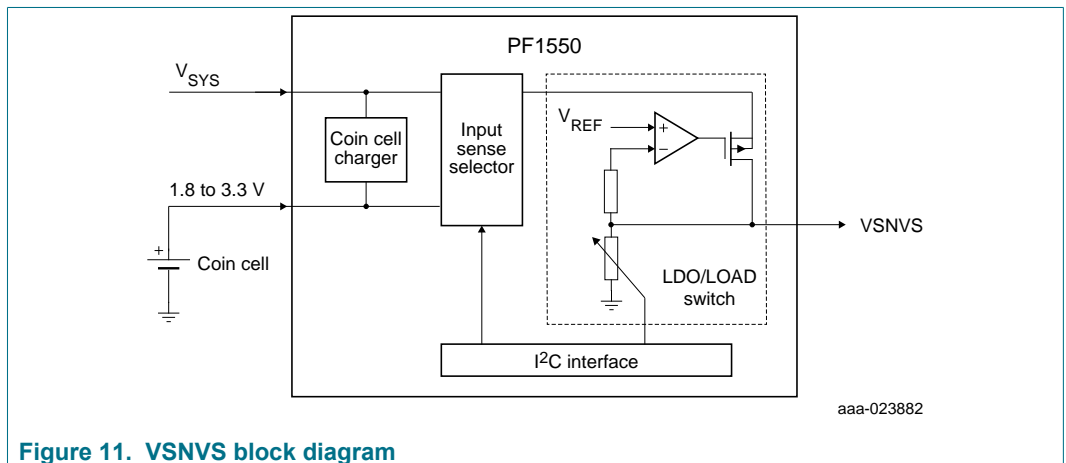 PF1550
VSYS
Coin cell
charger
Input
sense
selector
VREF
+
−
1.8 to 3.3 V
VSNVS
+
Coin cell
LDO/LOAD
switch
I2C interface
aaa-023882
Figure 11. VSNVS block diagram